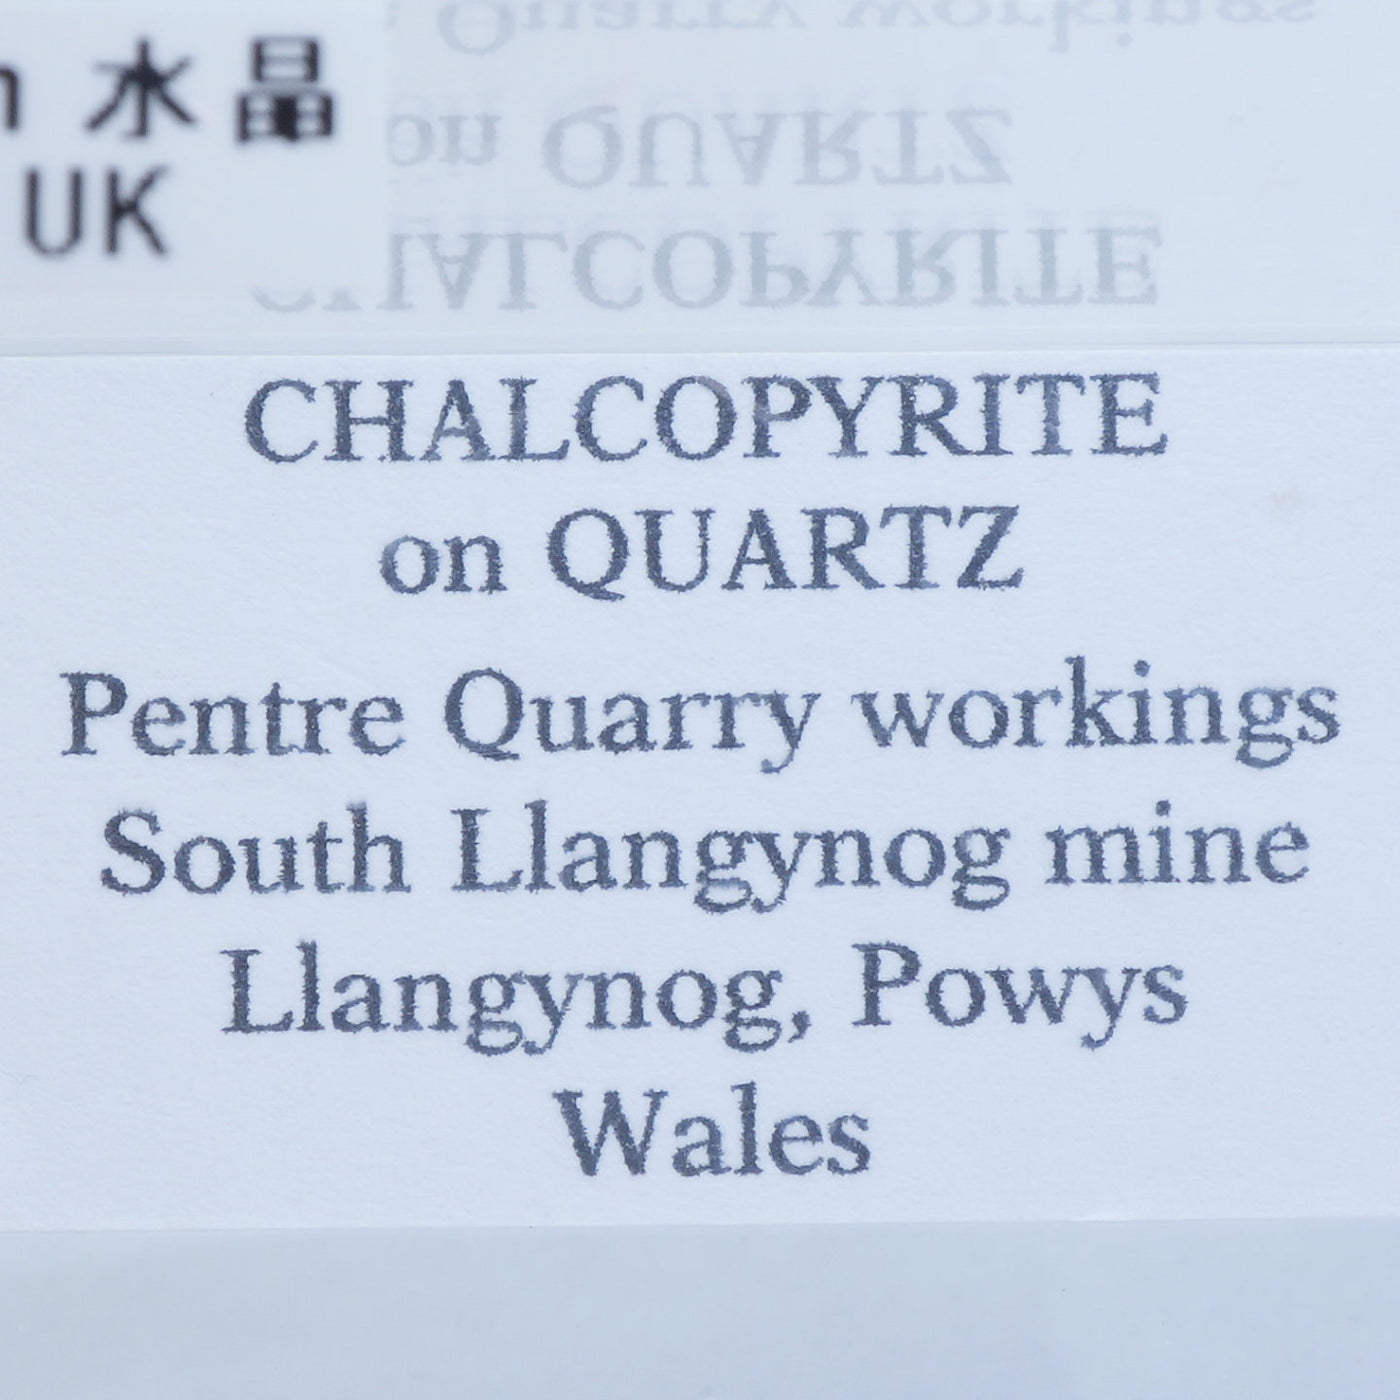 水晶
UK
CHALCOPYRITE
on QUARTZ
Pentre Quarry workings
South Llangynog mine
Llangynog, Powys
Wales